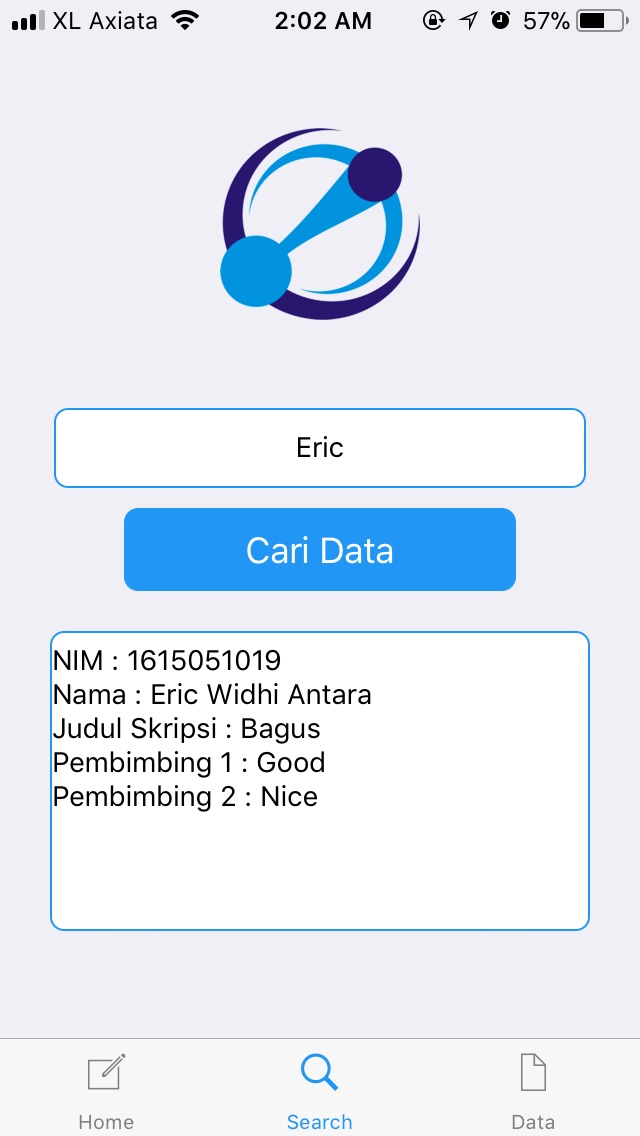 XL Axiata 2:02 AM 57%
Eric
Cari Data
NIM : 1615051019
Nama : Eric Widhi Antara
Judul Skripsi : Bagus
Pembimbing 1 : Good
Pembimbing 2 : Nice
Home Search Data